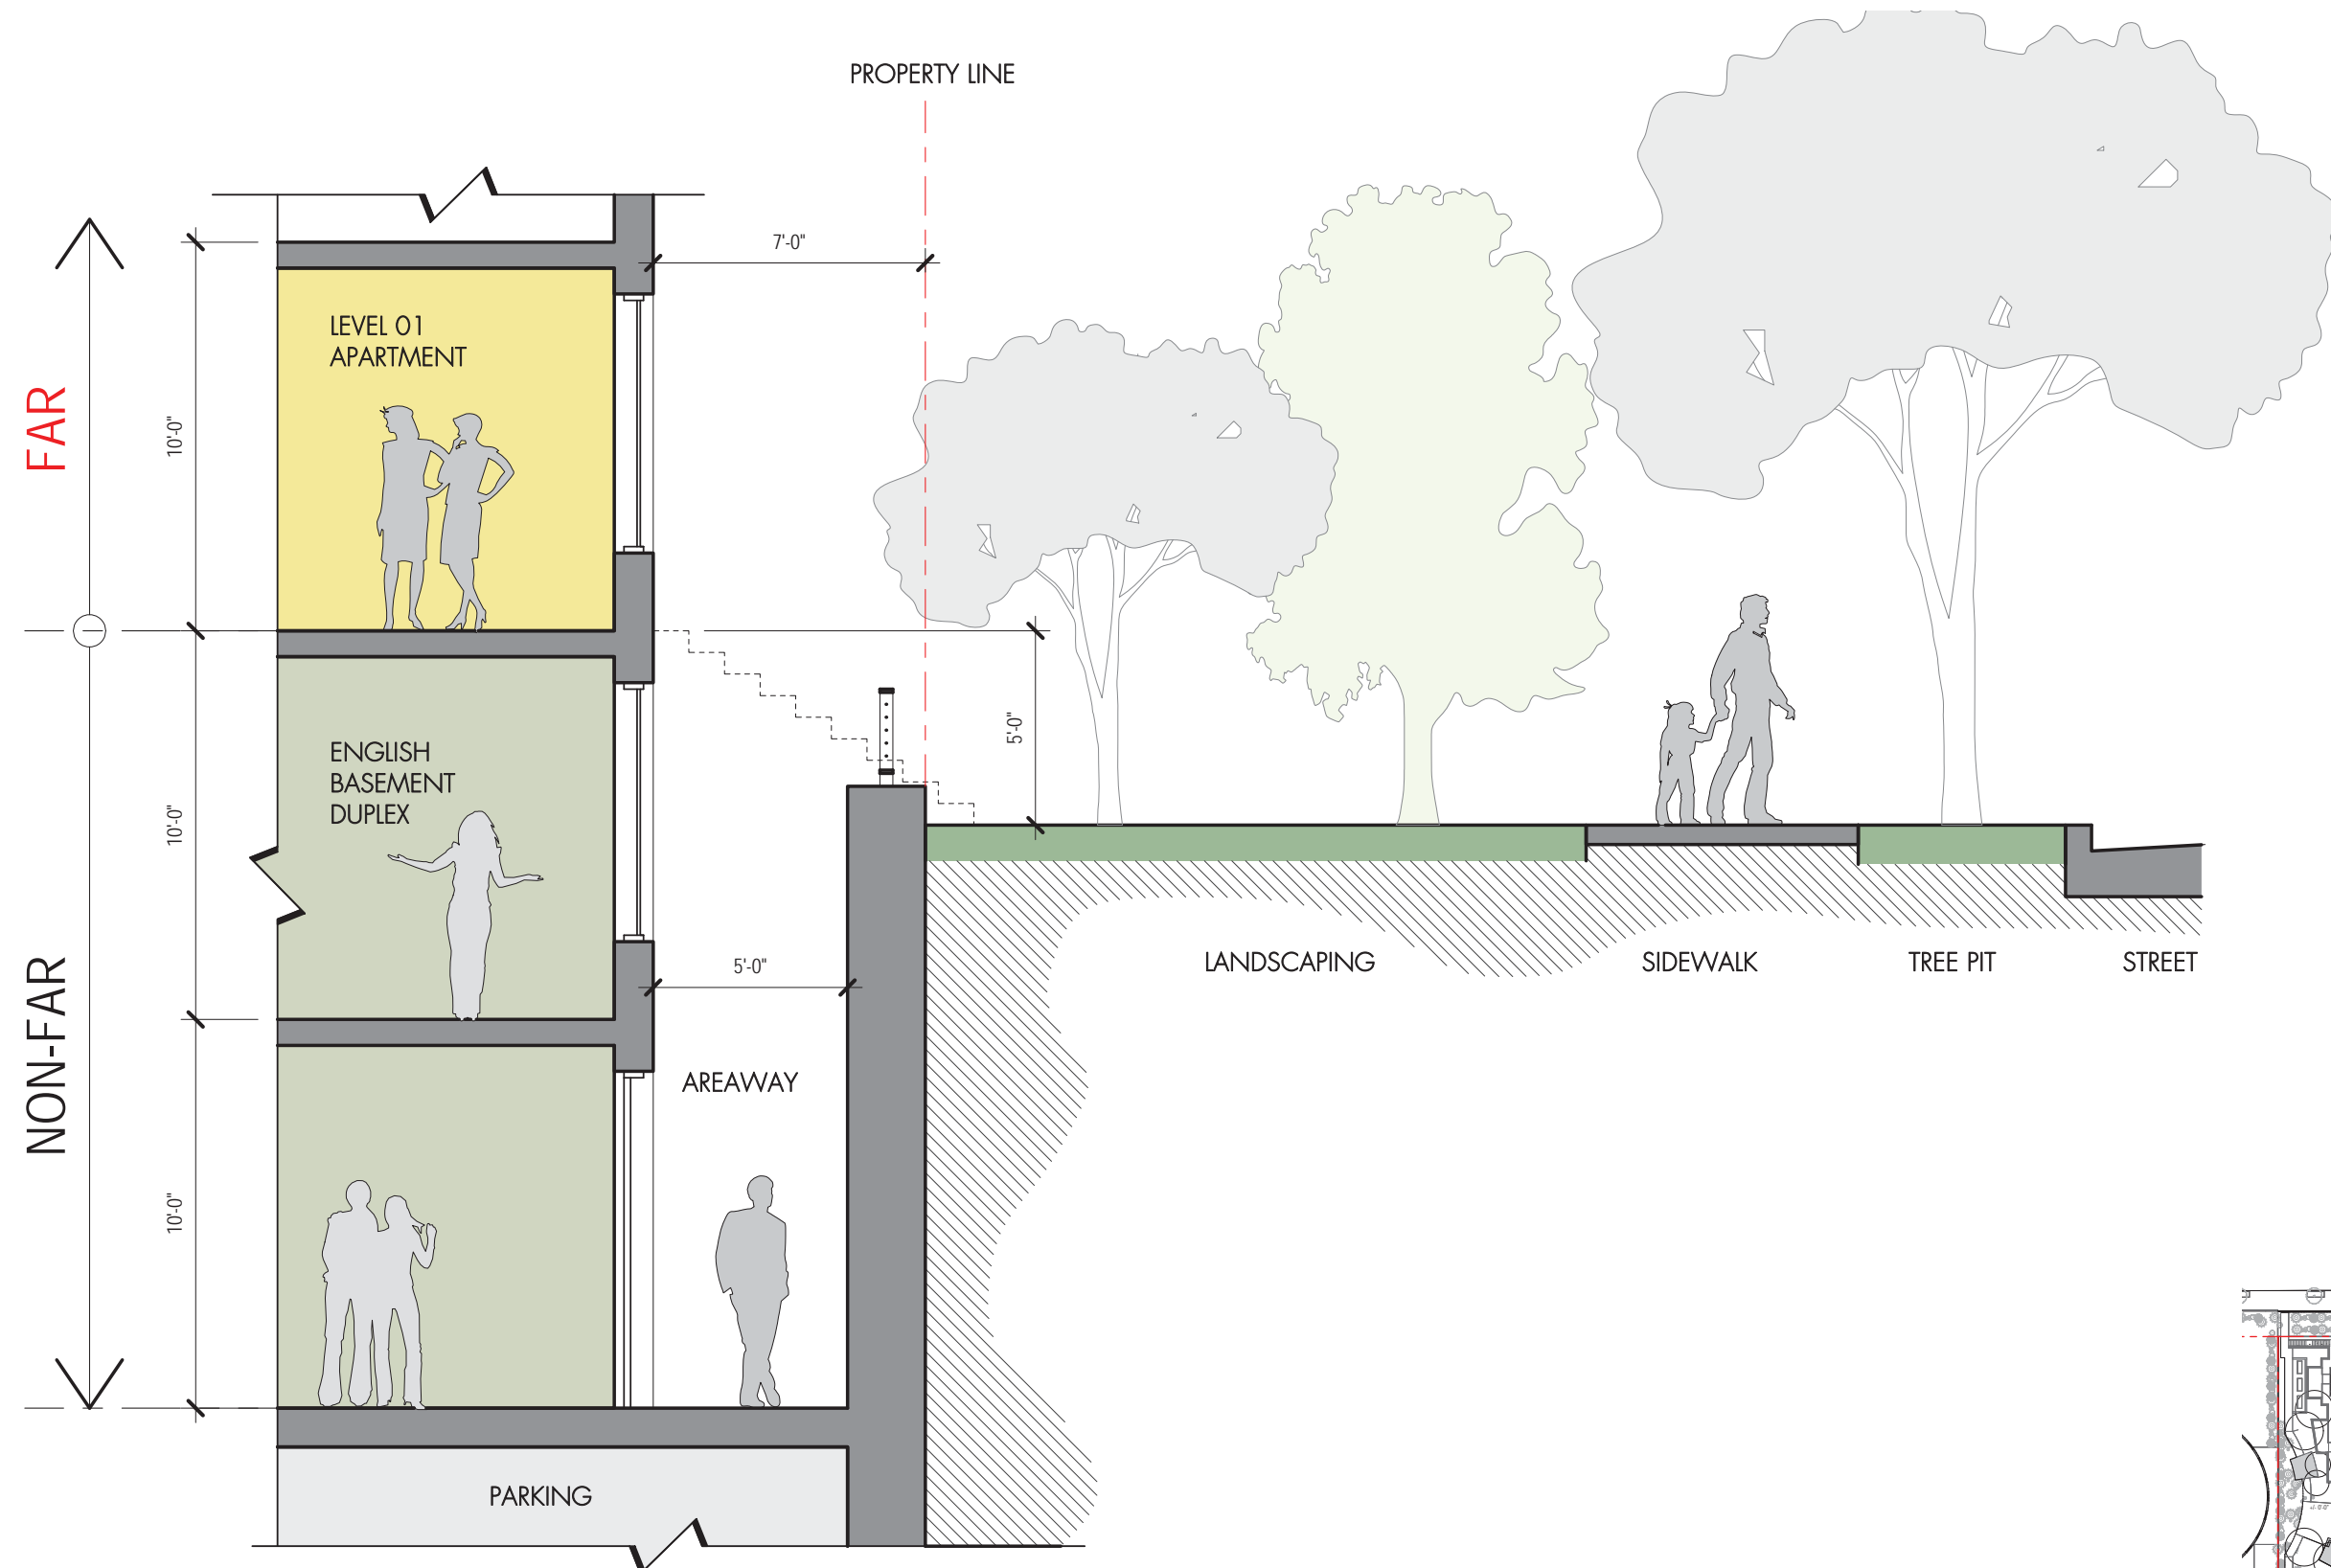 PROPERTY LINE
7'-0"
LEVEL 01
APARTMENT
FAR
10'-0"
ENGLISH
BASEMENT
DUPLEX
5'-0"
10'-0"
5'-0"
LANDSCAPING
SIDEWALK
TREE PIT
STREET
NON-FAR
AREAWAY
10'-0"
PARKING